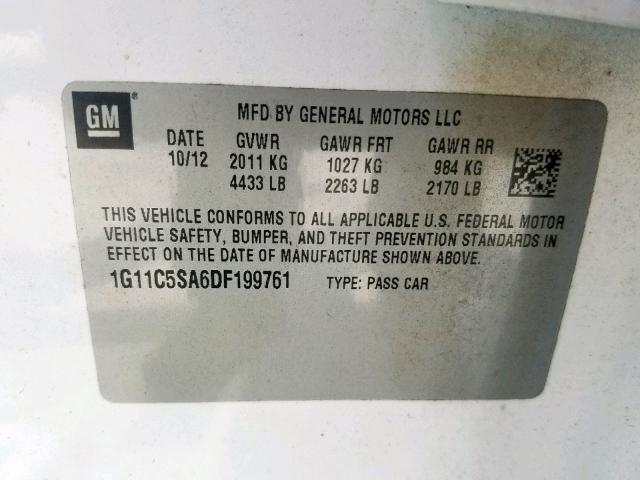 GM®
MFD BY GENERAL MOTORS LLC
DATE GVWR GAWR FRT GAWR RR
10/12 2011 KG 1027 KG 984 KG
4433 LB 2263 LB 2170 LB
THIS VEHICLE CONFORMS TO ALL APPLICABLE U.S. FEDERAL MOTOR
VEHICLE SAFETY, BUMPER, AND THEFT PREVENTION STANDARDS IN
EFFECT ON THE DATE OF MANUFACTURE SHOWN ABOVE.
1G11C5SA6DF199761 TYPE: PASS CAR